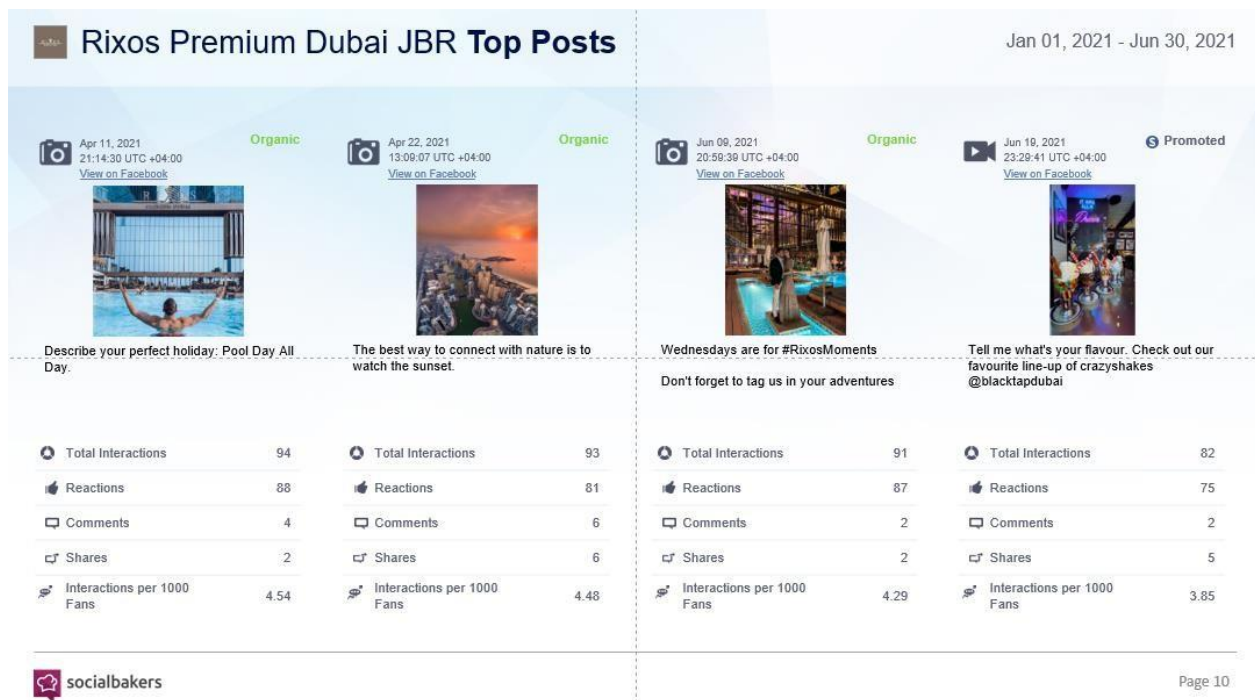 Rixos Premium Dubai JBR Top Posts
Jan 01, 2021 - Jun 30, 2021
Apr 11, 2021
21:14:30 UTC +04:00
View on Facebook
Organic
Describe your perfect holiday: Pool Day All
Day.
Total Interactions 94
Reactions 88
Comments 4
Shares 2
Interactions per 1000
Fans
4.54
Apr 22, 2021
13:09:07 UTC +04:00
View on Facebook
Organic
The best way to connect with nature is to
watch the sunset.
Total Interactions 93
Reactions 81
Comments 6
Shares 6
Interactions per 1000
Fans
4.48
Jun 09, 2021
20:59:39 UTC +04:00
View on Facebook
Organic
Wednesdays are for #RixosMoments
Don't forget to tag us in your adventures
Total Interactions 91
Reactions 87
Comments 2
Shares 2
Interactions per 1000
Fans
4.29
Jun 19, 2021
23:29:41 UTC +04:00
View on Facebook
Promoted
Tell me what's your flavour. Check out our
favourite line-up of crazyshakes
@blacktapdubai
Total Interactions 82
Reactions 75
Comments 2
Shares 5
Interactions per 1000
Fans
3.85
socialbakers
Page 10